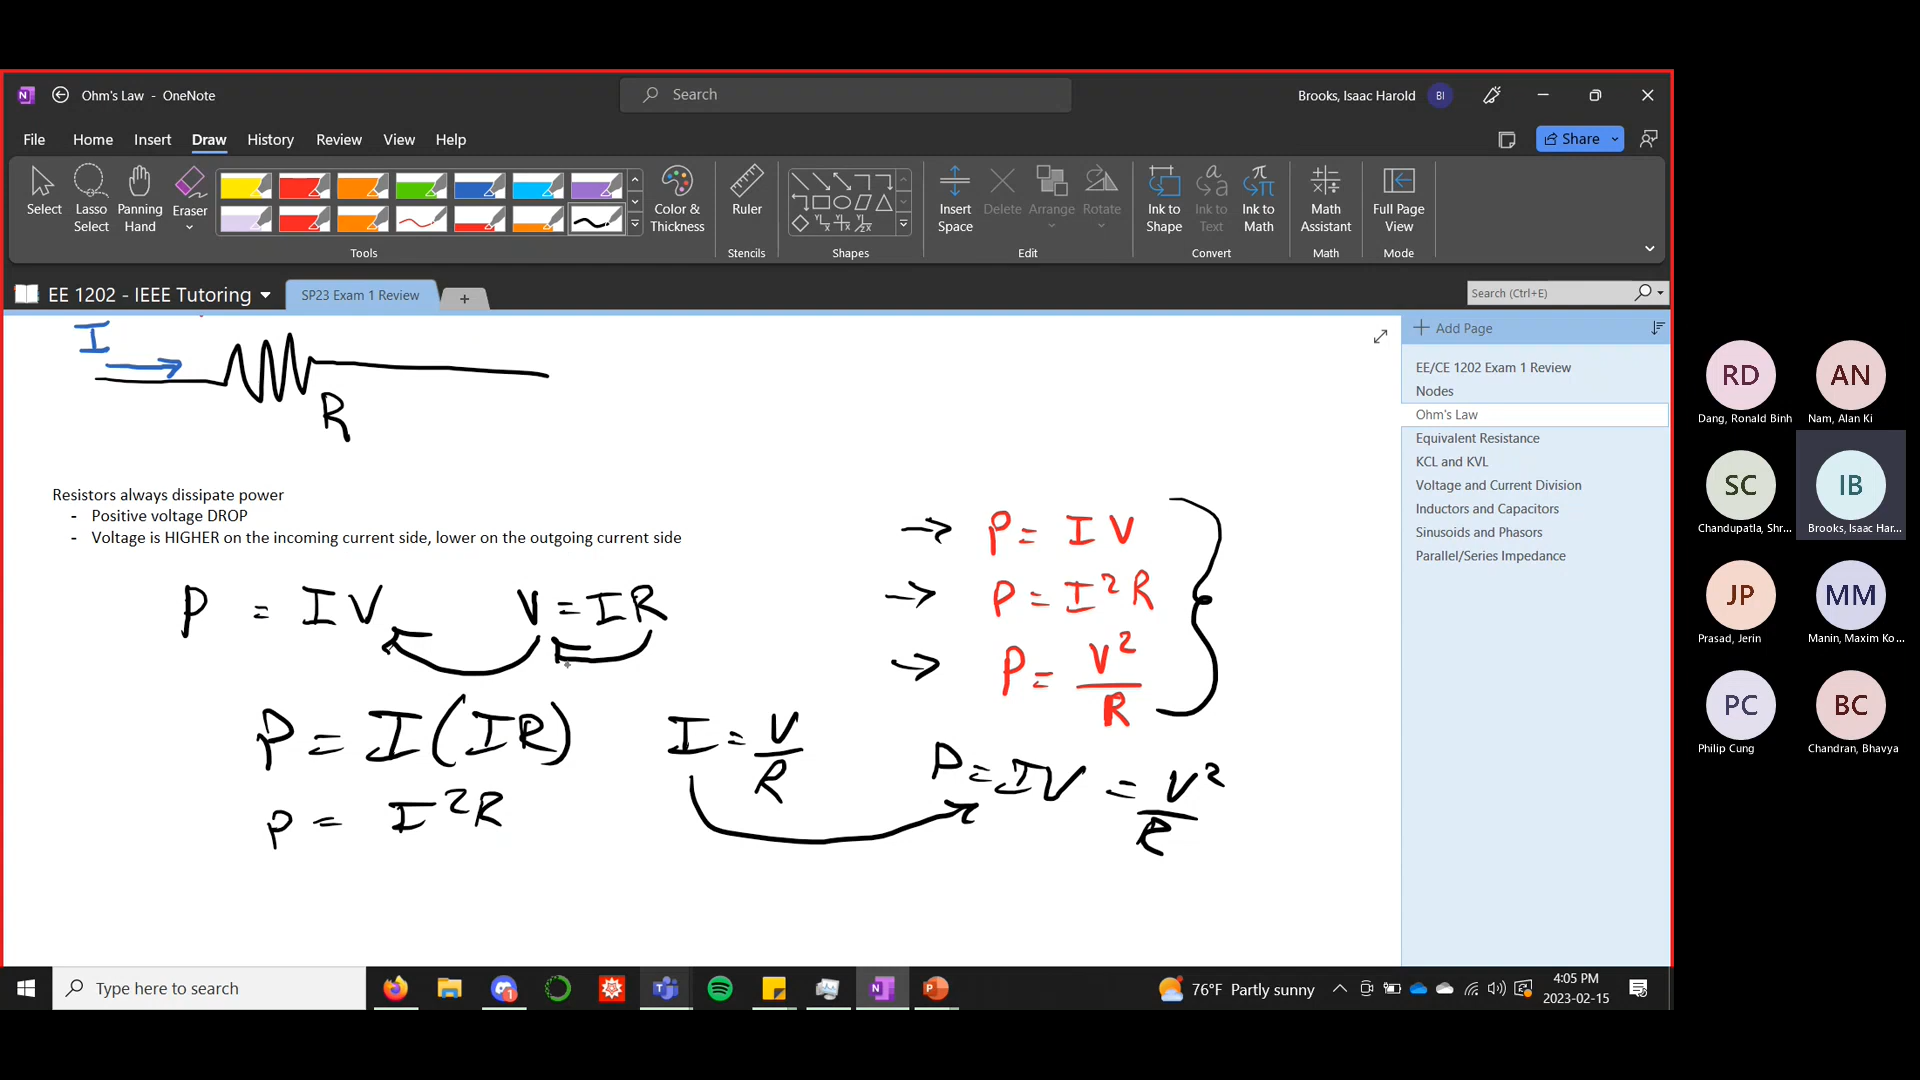 Ohm's Law - OneNote
Search
Brooks, Isaac Harold
BI
File Home Insert Draw History Review View Help
Share
Select
Lasso Select
Panning Hand
Eraser
Color & Thickness
Ruler
Insert Space
Delete
Arrange
Rotate
Ink to Shape
Ink to Text
Ink to Math
Math Assistant
Full Page View
Tools
Stencils
Shapes
Edit
Convert
Math
Mode
EE 1202 - IEEE Tutoring
SP23 Exam 1 Review
+
Search (Ctrl+E)
Add Page
EE/CE 1202 Exam 1 Review
Nodes
Ohm's Law
Equivalent Resistance
KCL and KVL
Voltage and Current Division
Inductors and Capacitors
Sinusoids and Phasors
Parallel/Series Impedance
I
R
Resistors always dissipate power
- Positive voltage DROP
- Voltage is HIGHER on the incoming current side, lower on the outgoing current side
→ P = I V
→ P = I² R
→ P = V²/R
P = IV V = IR
P = I(IR)
P = I²R
I = V/R
P = IV = V²/R
RD
Dang, Ronald Binh
AN
Nam, Alan Ki
SC
Chandupatla, Shr...
IB
Brooks, Isaac Har...
JP
Prasad, Jerin
MM
Manin, Maxim Ko...
PC
Philip Cung
BC
Chandran, Bhavya
Type here to search
76°F Partly sunny
4:05 PM
2023-02-15